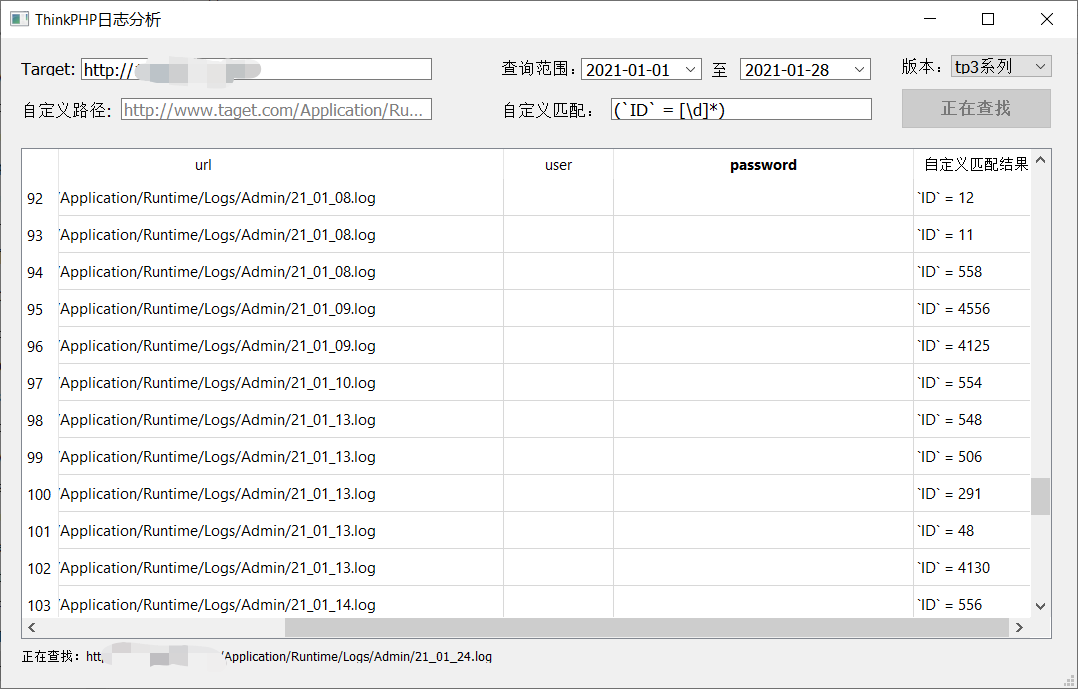 ThinkPHP日志分析
Target: http:// 查询范围: 2021-01-01 至 2021-01-28 版本: tp3系列
自定义路径: http://www.taget.com/Application/Ru... 自定义匹配: (`ID` = [\d]*) 正在查找
url user password 自定义匹配结果
92 /Application/Runtime/Logs/Admin/21_01_08.log `ID` = 12
93 /Application/Runtime/Logs/Admin/21_01_08.log `ID` = 11
94 /Application/Runtime/Logs/Admin/21_01_08.log `ID` = 558
95 /Application/Runtime/Logs/Admin/21_01_09.log `ID` = 4556
96 /Application/Runtime/Logs/Admin/21_01_09.log `ID` = 4125
97 /Application/Runtime/Logs/Admin/21_01_10.log `ID` = 554
98 /Application/Runtime/Logs/Admin/21_01_13.log `ID` = 548
99 /Application/Runtime/Logs/Admin/21_01_13.log `ID` = 506
100 /Application/Runtime/Logs/Admin/21_01_13.log `ID` = 291
101 /Application/Runtime/Logs/Admin/21_01_13.log `ID` = 48
102 /Application/Runtime/Logs/Admin/21_01_13.log `ID` = 4130
103 /Application/Runtime/Logs/Admin/21_01_14.log `ID` = 556
正在查找: htt /Application/Runtime/Logs/Admin/21_01_24.log